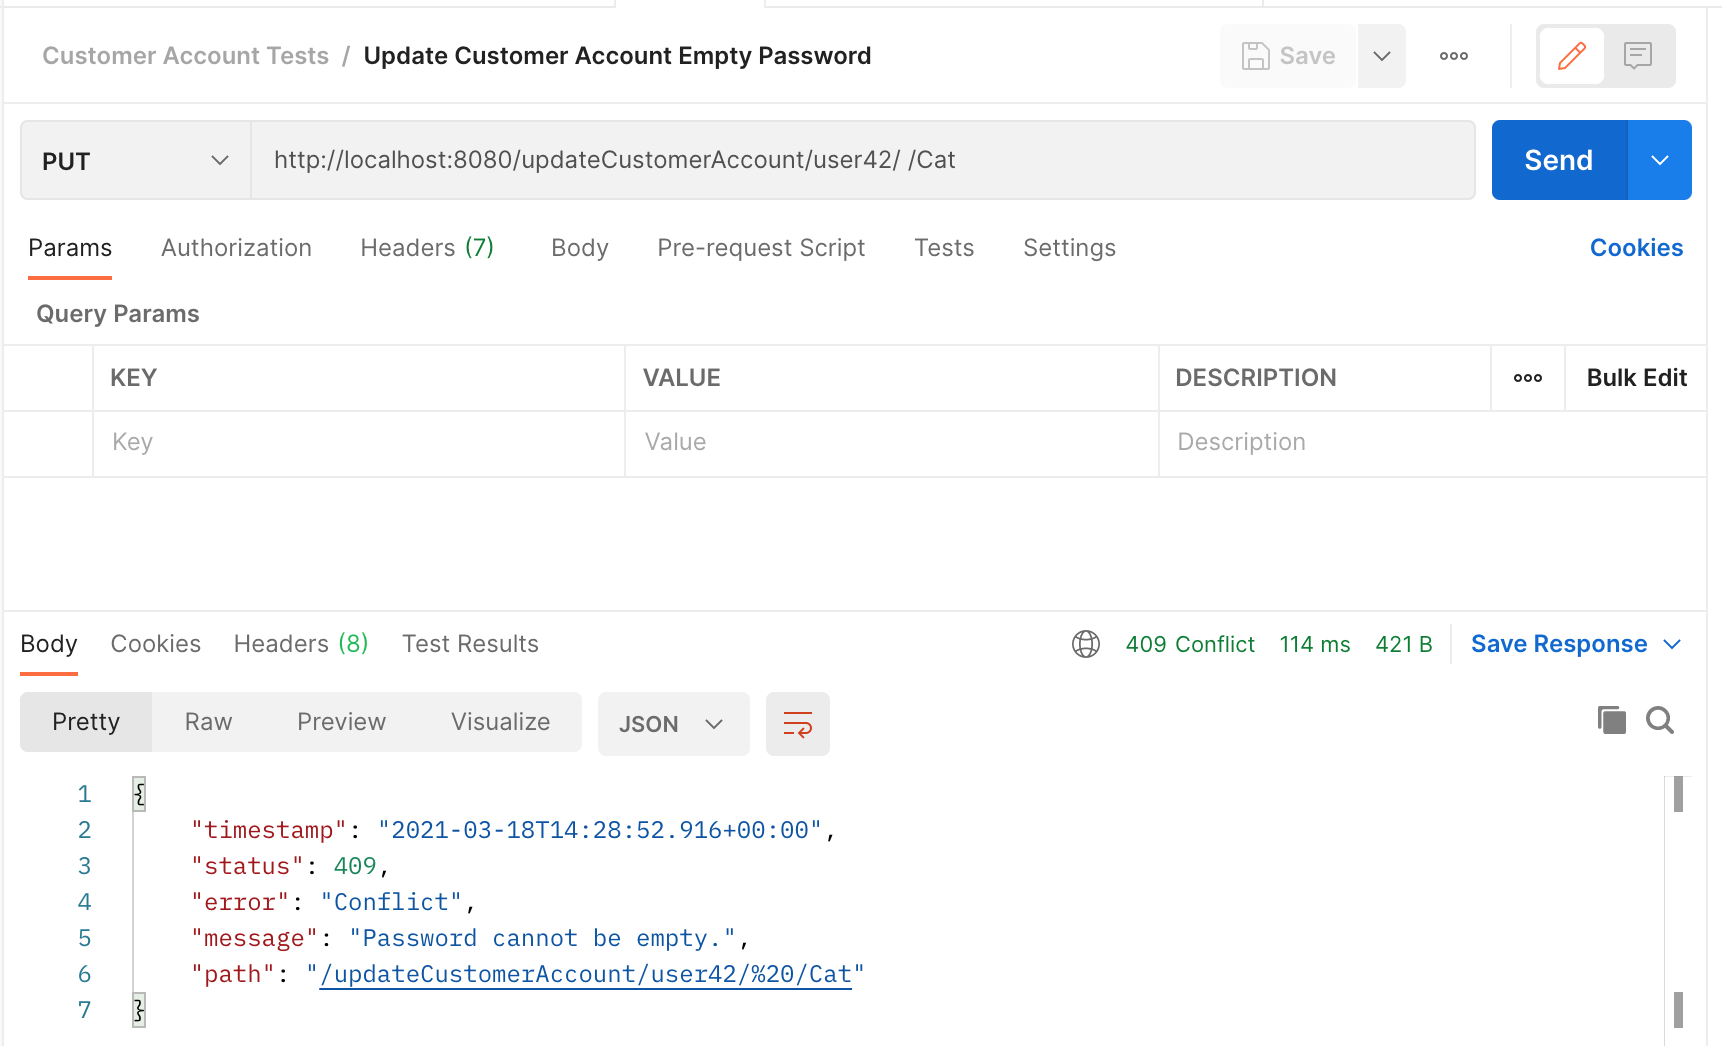 Customer Account Tests / Update Customer Account Empty Password
Save
PUT
http://localhost:8080/updateCustomerAccount/user42/ /Cat
Send
Params Authorization Headers (7) Body Pre-request Script Tests Settings Cookies
Query Params
KEY VALUE DESCRIPTION ooo Bulk Edit
Key Value Description
Body Cookies Headers (8) Test Results 409 Conflict 114 ms 421 B Save Response
Pretty Raw Preview Visualize JSON
1 {
2 "timestamp": "2021-03-18T14:28:52.916+00:00",
3 "status": 409,
4 "error": "Conflict",
5 "message": "Password cannot be empty.",
6 "path": "/updateCustomerAccount/user42/%20/Cat"
7 }